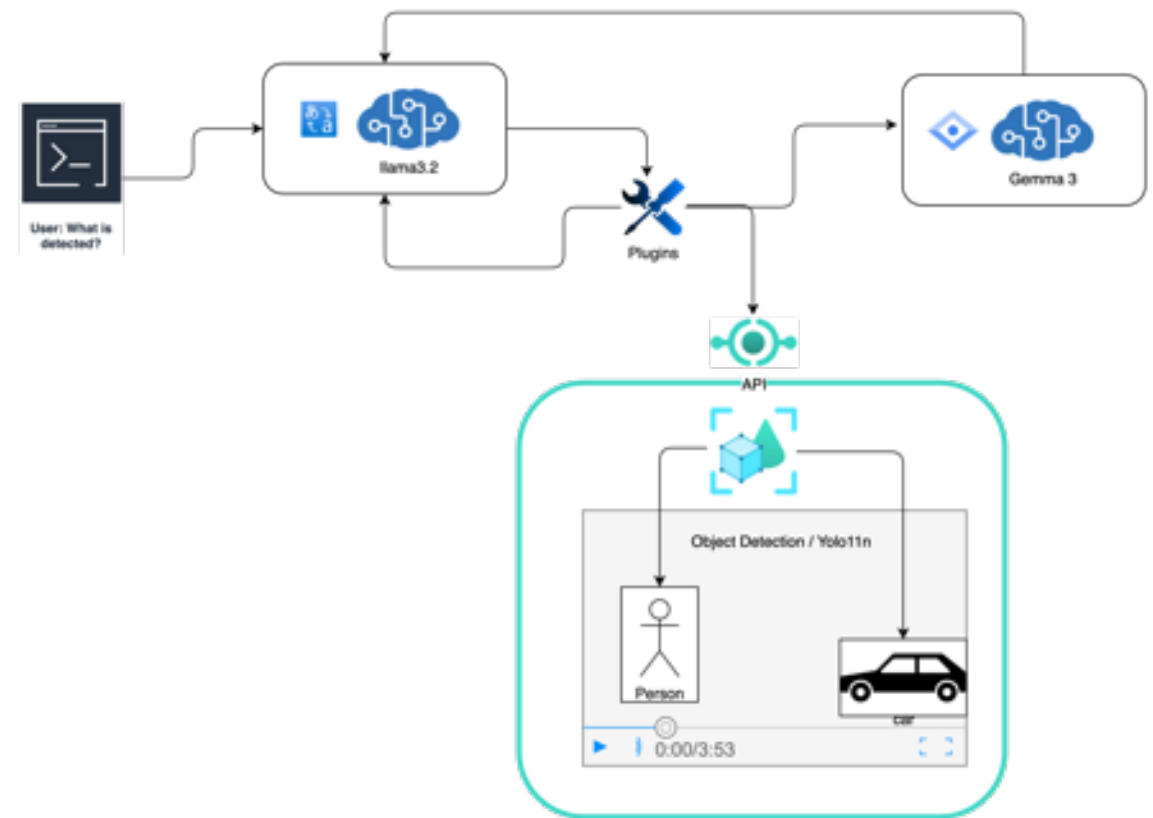 User: What is
detected?
llama3.2
Plugins
Gemma 3
API
Object Detection / Yolo11n
Person
car
0:00/3:53